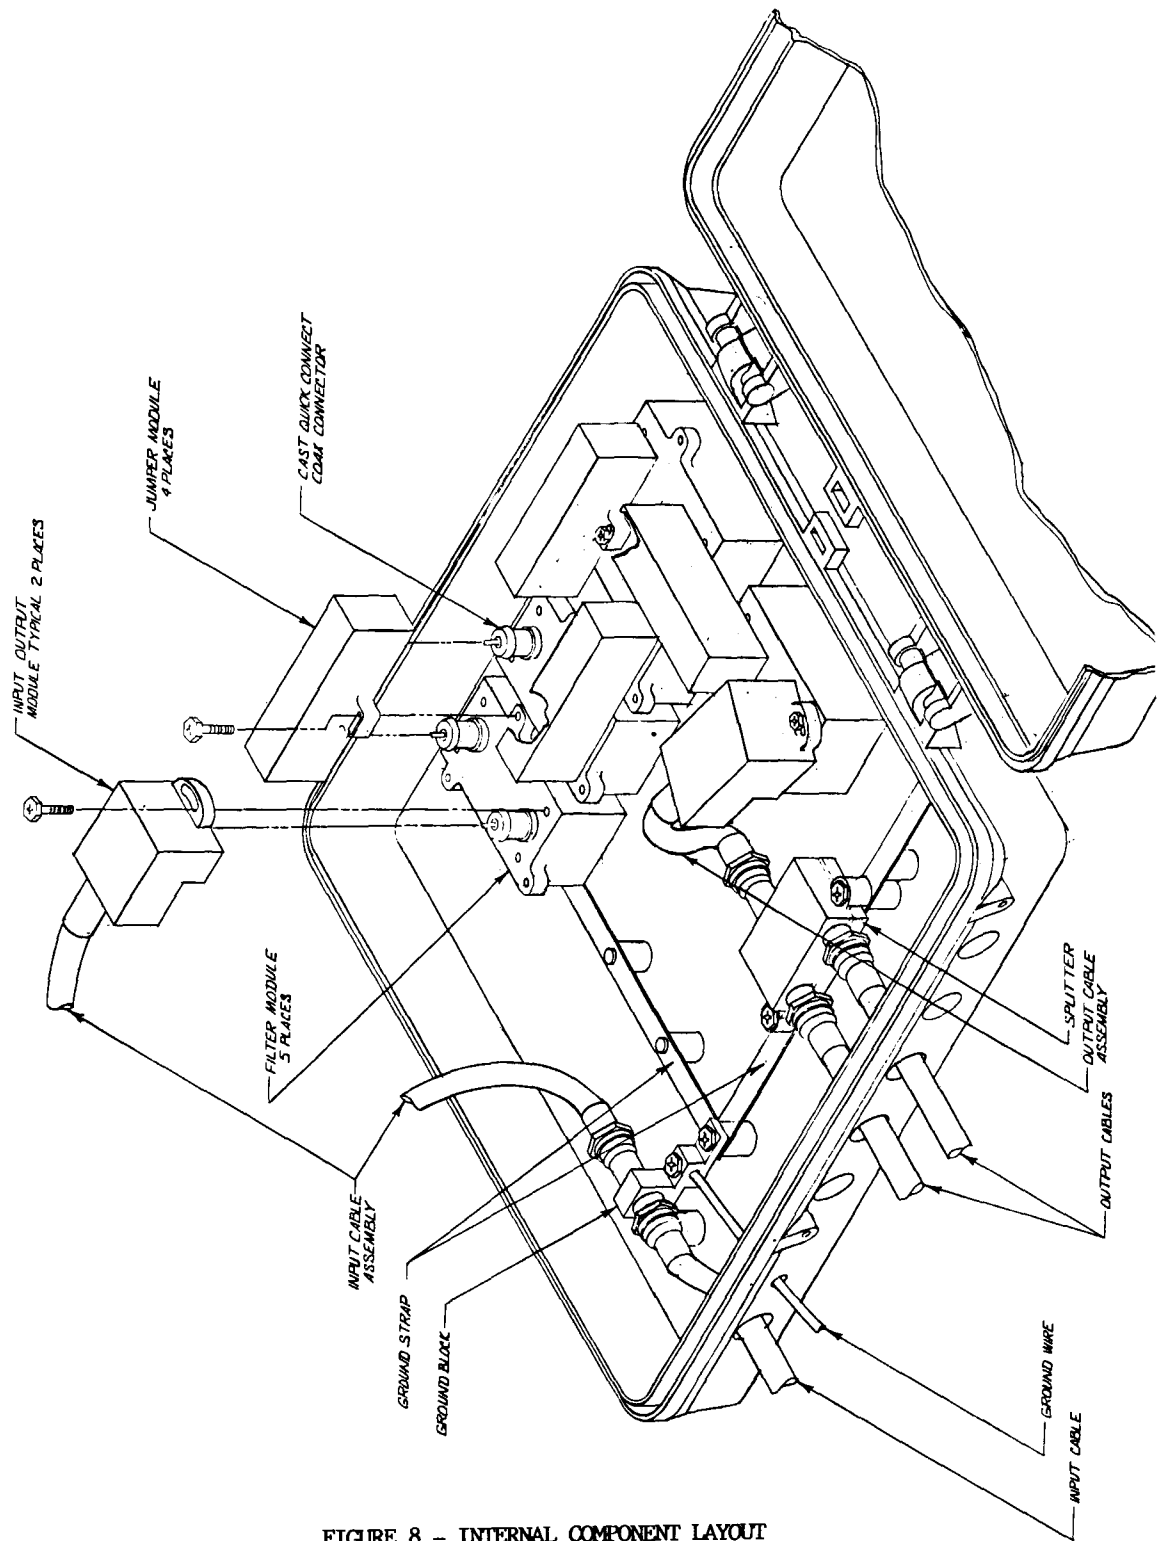 INPUT OUTPUT
MODULE TYPICAL 2 PLACES
JUMPER MODULE
4 PLACES
CAST QUICK CONNECT
COAX CONNECTOR
FILTER MODULE
5 PLACES
INPUT CABLE
ASSEMBLY
GROUND STRAP
GROUND BLOCK
SPLITTER
OUTPUT CABLE
ASSEMBLY
OUTPUT CABLES
GROUND WIRE
INPUT CABLE
FIGURE 8 - INTERNAL COMPONENT LAYOUT